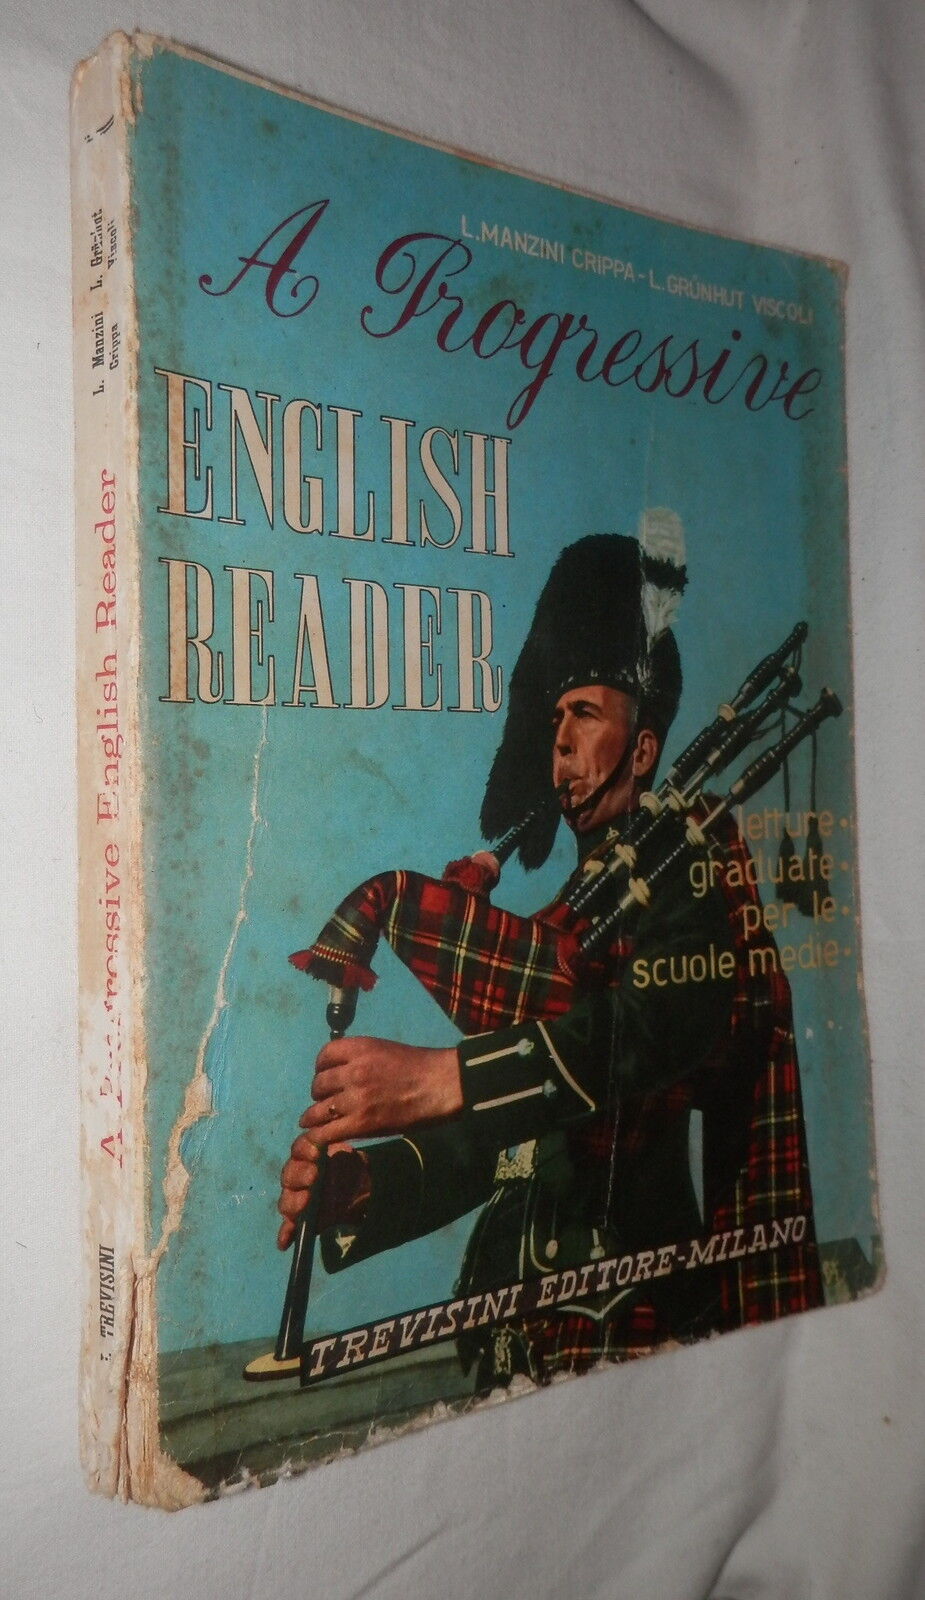 L. MANZINI CRIPPA - L. GRÜNHUT VISCOLI
A Progressive
ENGLISH
READER
letture
graduate
per le
scuole medie
TREVISINI EDITORE-MILANO
L. Manzini Crippa
L. Grünhut Viscoli
A Progressive English Reader
TREVISINI